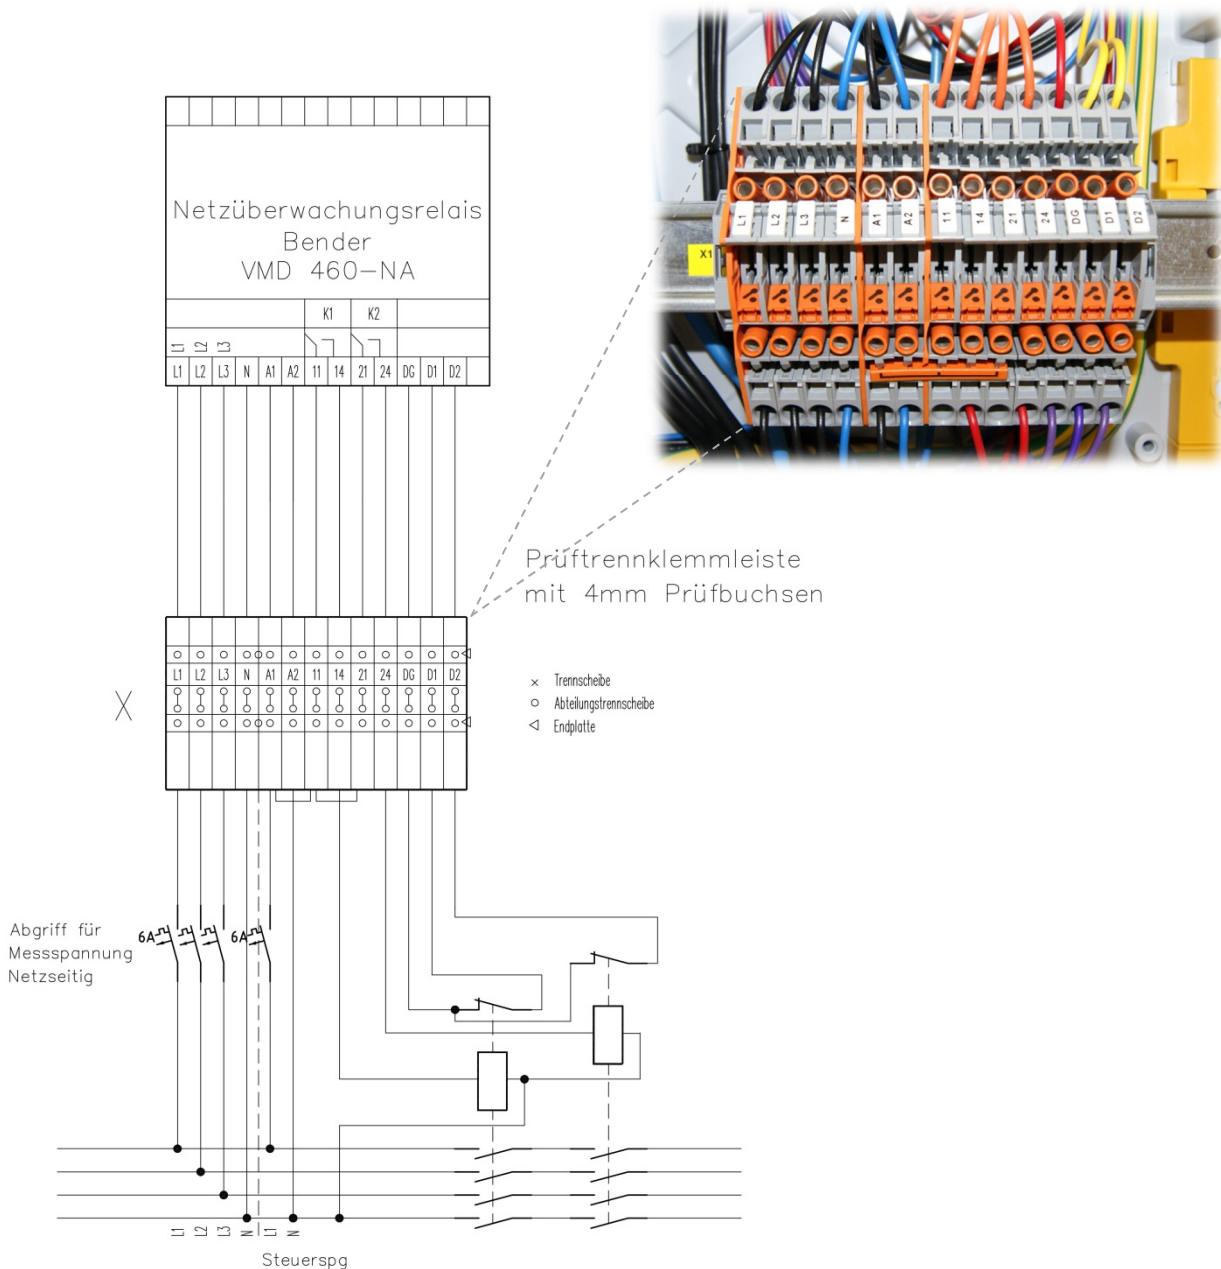 Netzüberwachungsrelais
Bender
VMD 460-NA
K1 K2
L1 L2 L3
L1 L2 L3 N A1 A2 11 14 21 24 DG D1 D2
X1
L1 L2 L3 N A1 A2 11 14 21 24 DG D1 D2
Prüftrennklemmleiste
mit 4mm Prüfbuchsen
L1 L2 L3 N A1 A2 11 14 21 24 DG D1 D2
X
× Trennscheibe
○ Abteilungstrennscheibe
◁ Endplatte
Abgriff für
Messspannung
Netzseitig
6A 6A
L1 L2 L3 N L1 N
Steuerspg